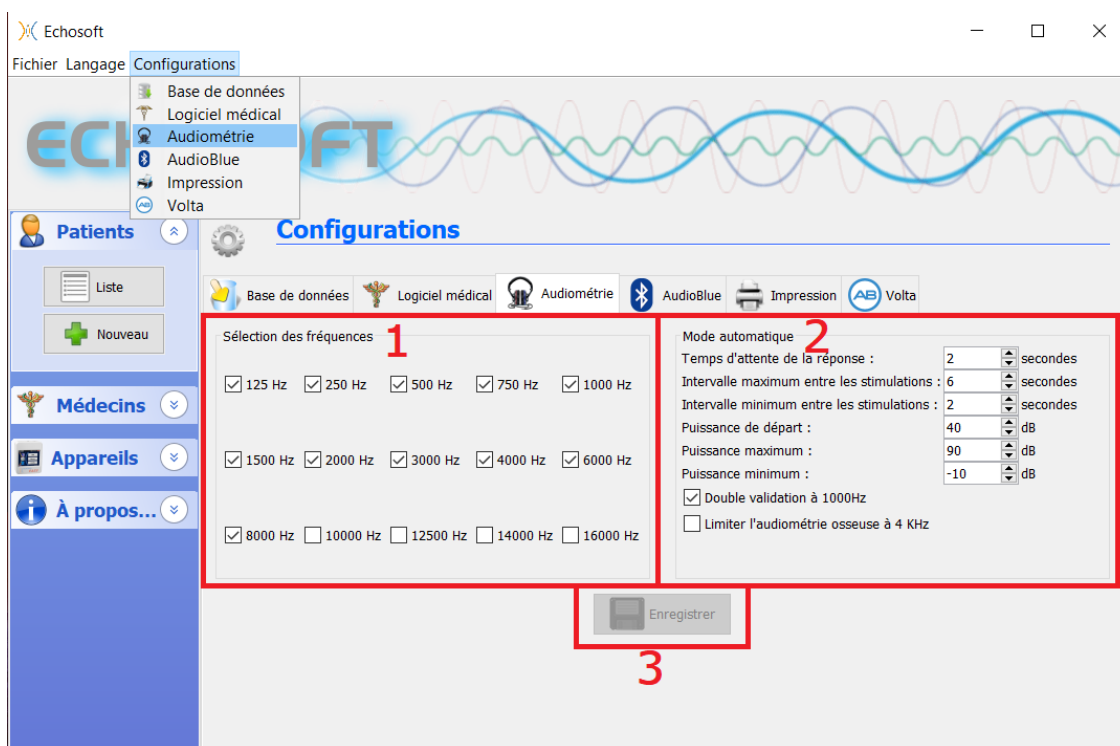 Echosoft
Fichier Langage Configurations
Base de données
Logiciel médical
Audiométrie
AudioBlue
Impression
Volta
Patients
Liste
Nouveau
Médecins
Appareils
À propos...
Configurations
Base de données Logiciel médical Audiométrie AudioBlue AB Volta Impression
Sélection des fréquences
1
125 Hz 250 Hz 500 Hz 750 Hz 1000 Hz
1500 Hz 2000 Hz 3000 Hz 4000 Hz 6000 Hz
8000 Hz 10000 Hz 12500 Hz 14000 Hz 16000 Hz
Mode automatique
2
Temps d'attente de la réponse : 2 secondes
Intervalle maximum entre les stimulations : 6 secondes
Intervalle minimum entre les stimulations : 2 secondes
Puissance de départ : 40 dB
Puissance maximum : 90 dB
Puissance minimum : -10 dB
Double validation à 1000Hz
Limiter l'audiométrie osseuse à 4 KHz
Enregistrer
3